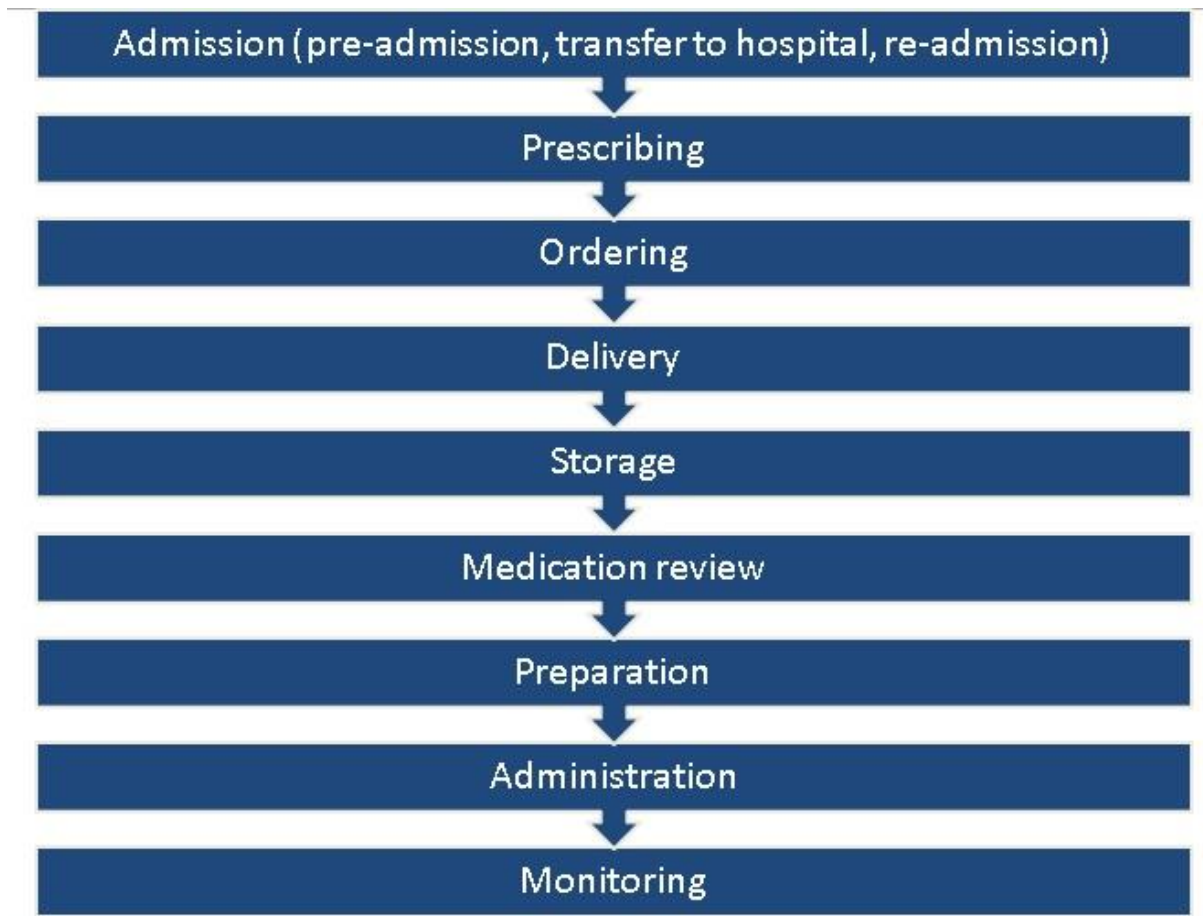 Admission (pre-admission, transfer to hospital, re-admission)
Prescribing
Ordering
Delivery
Storage
Medication review
Preparation
Administration
Monitoring